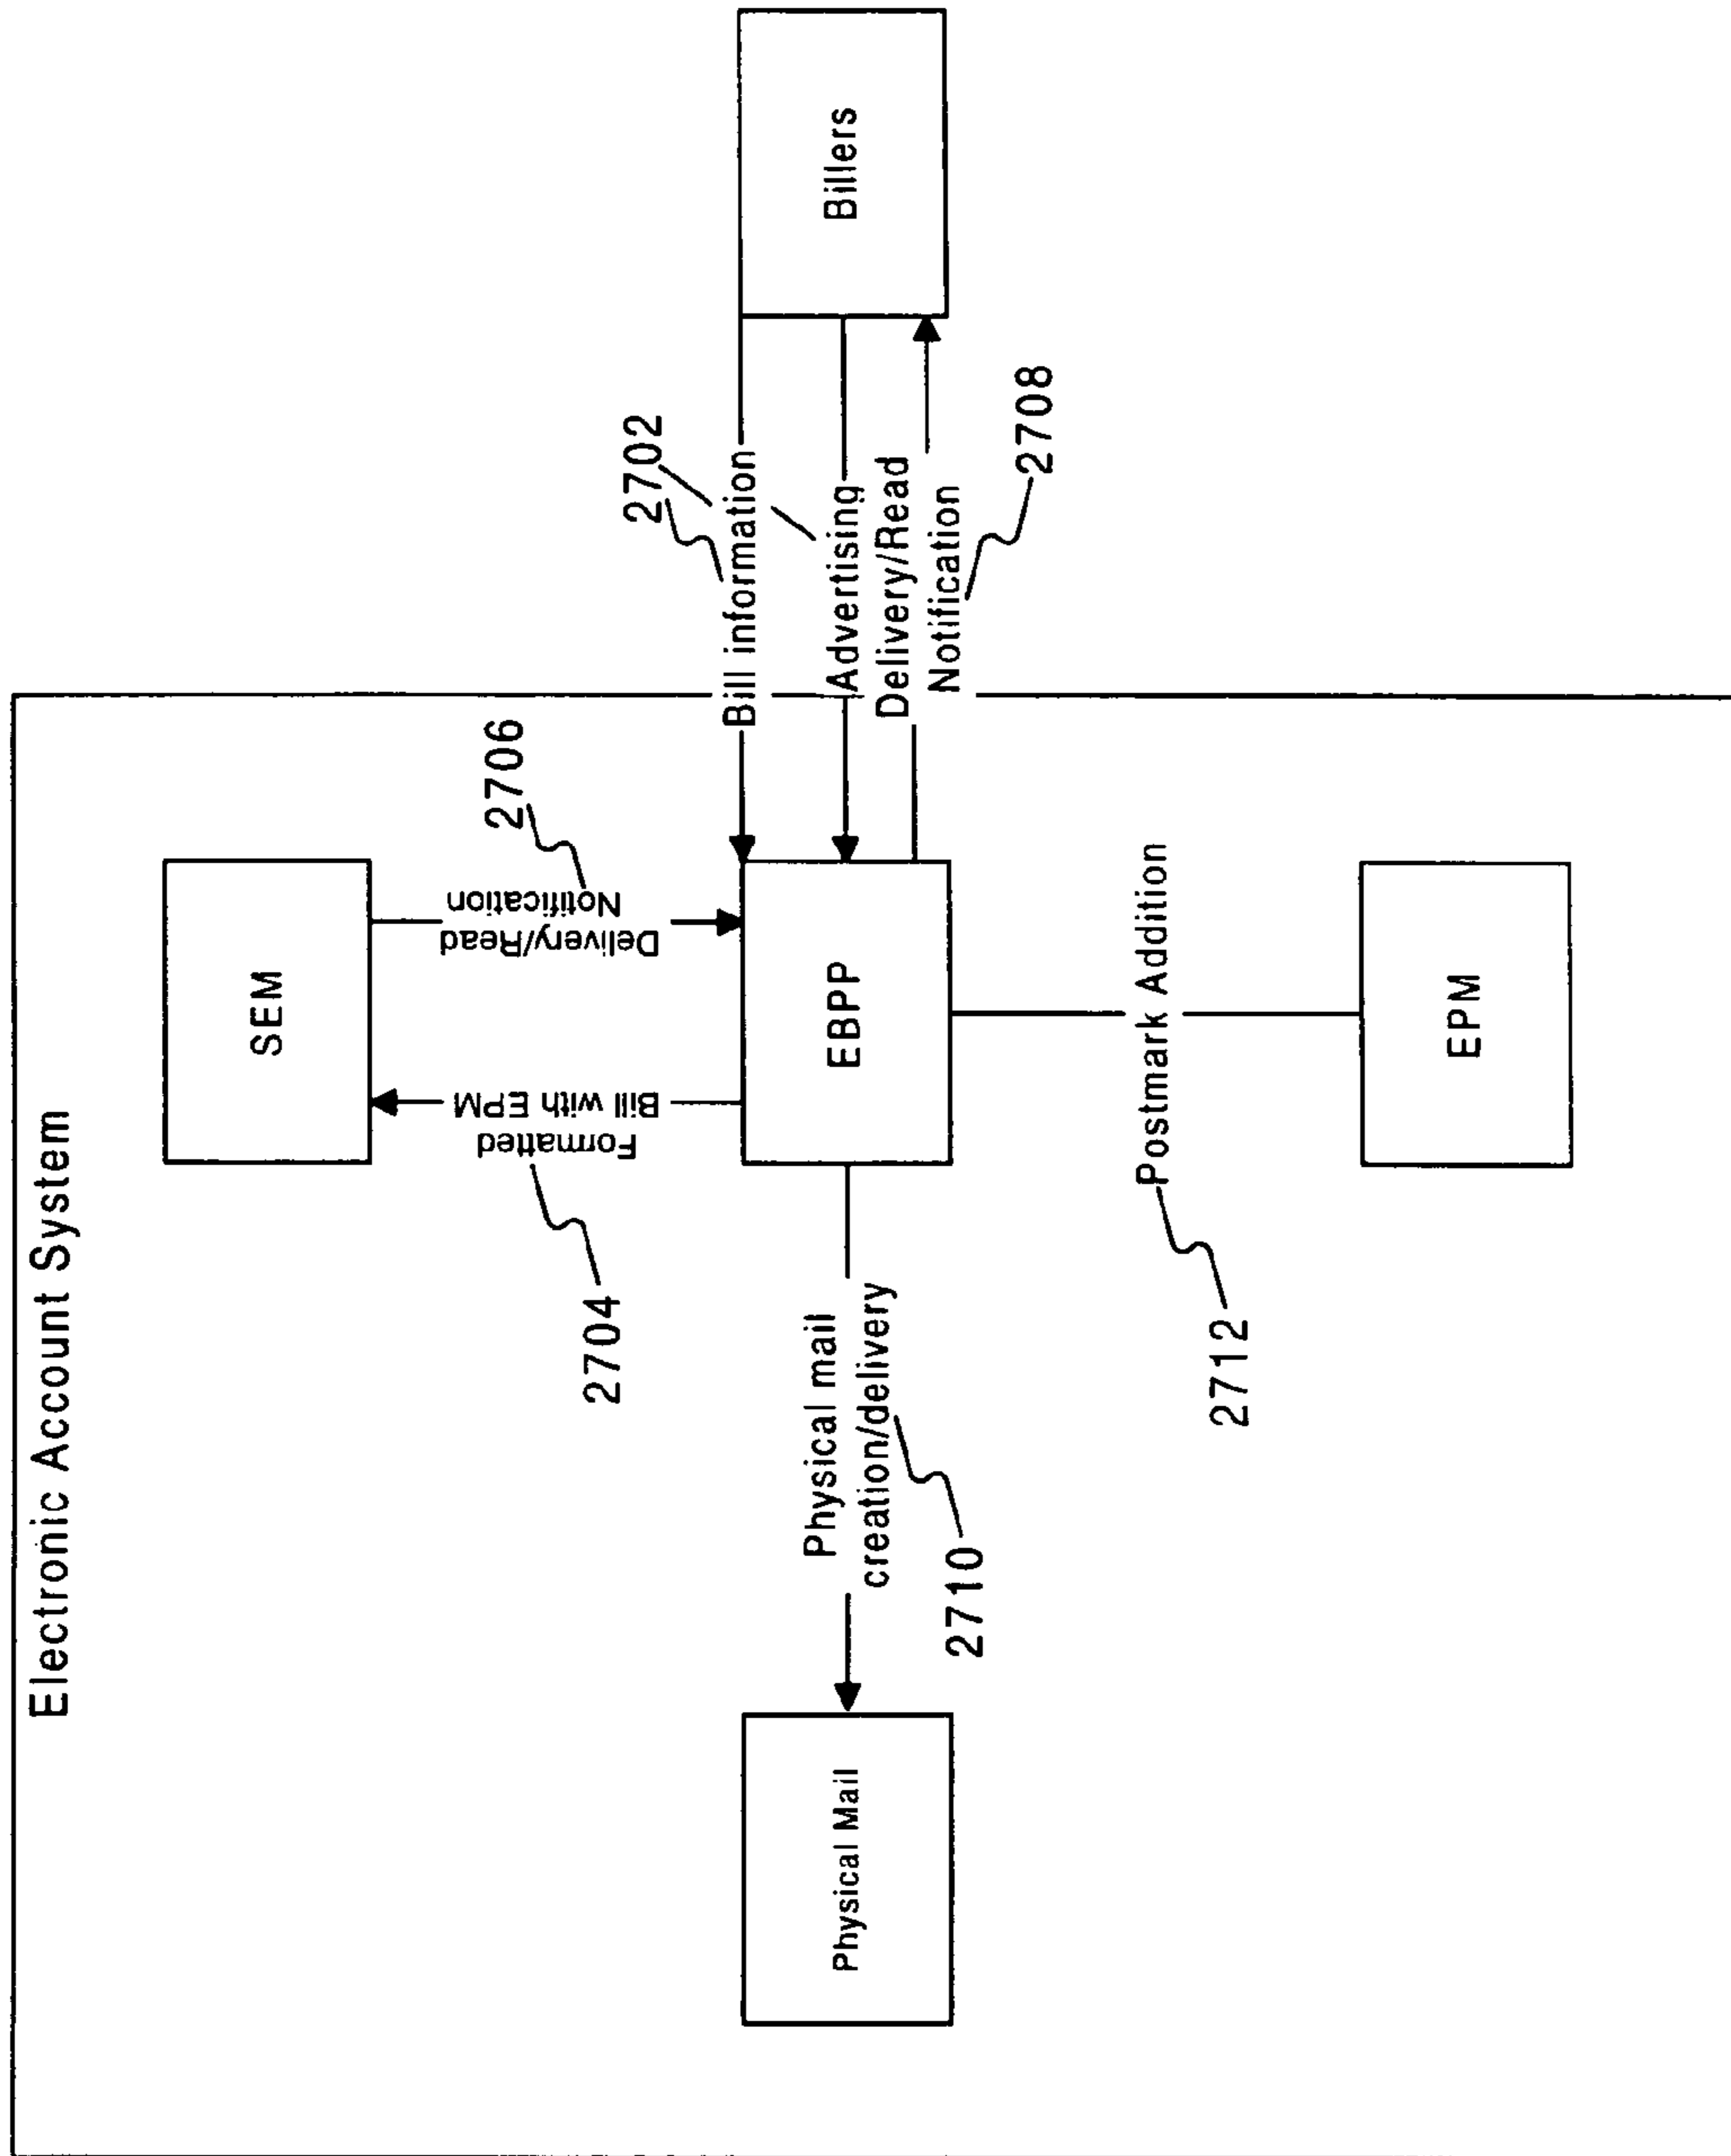 Electronic Account System
SEM
2704
Formatted
Bill with EPM
Delivery/Read
Notification
2706
2702
Physical Mail
Physical mail
creation/delivery
2710
EBPP
Bill information
Advertising
Delivery/Read
Notification
2708
Billers
Postmark Addition
2712
EPM